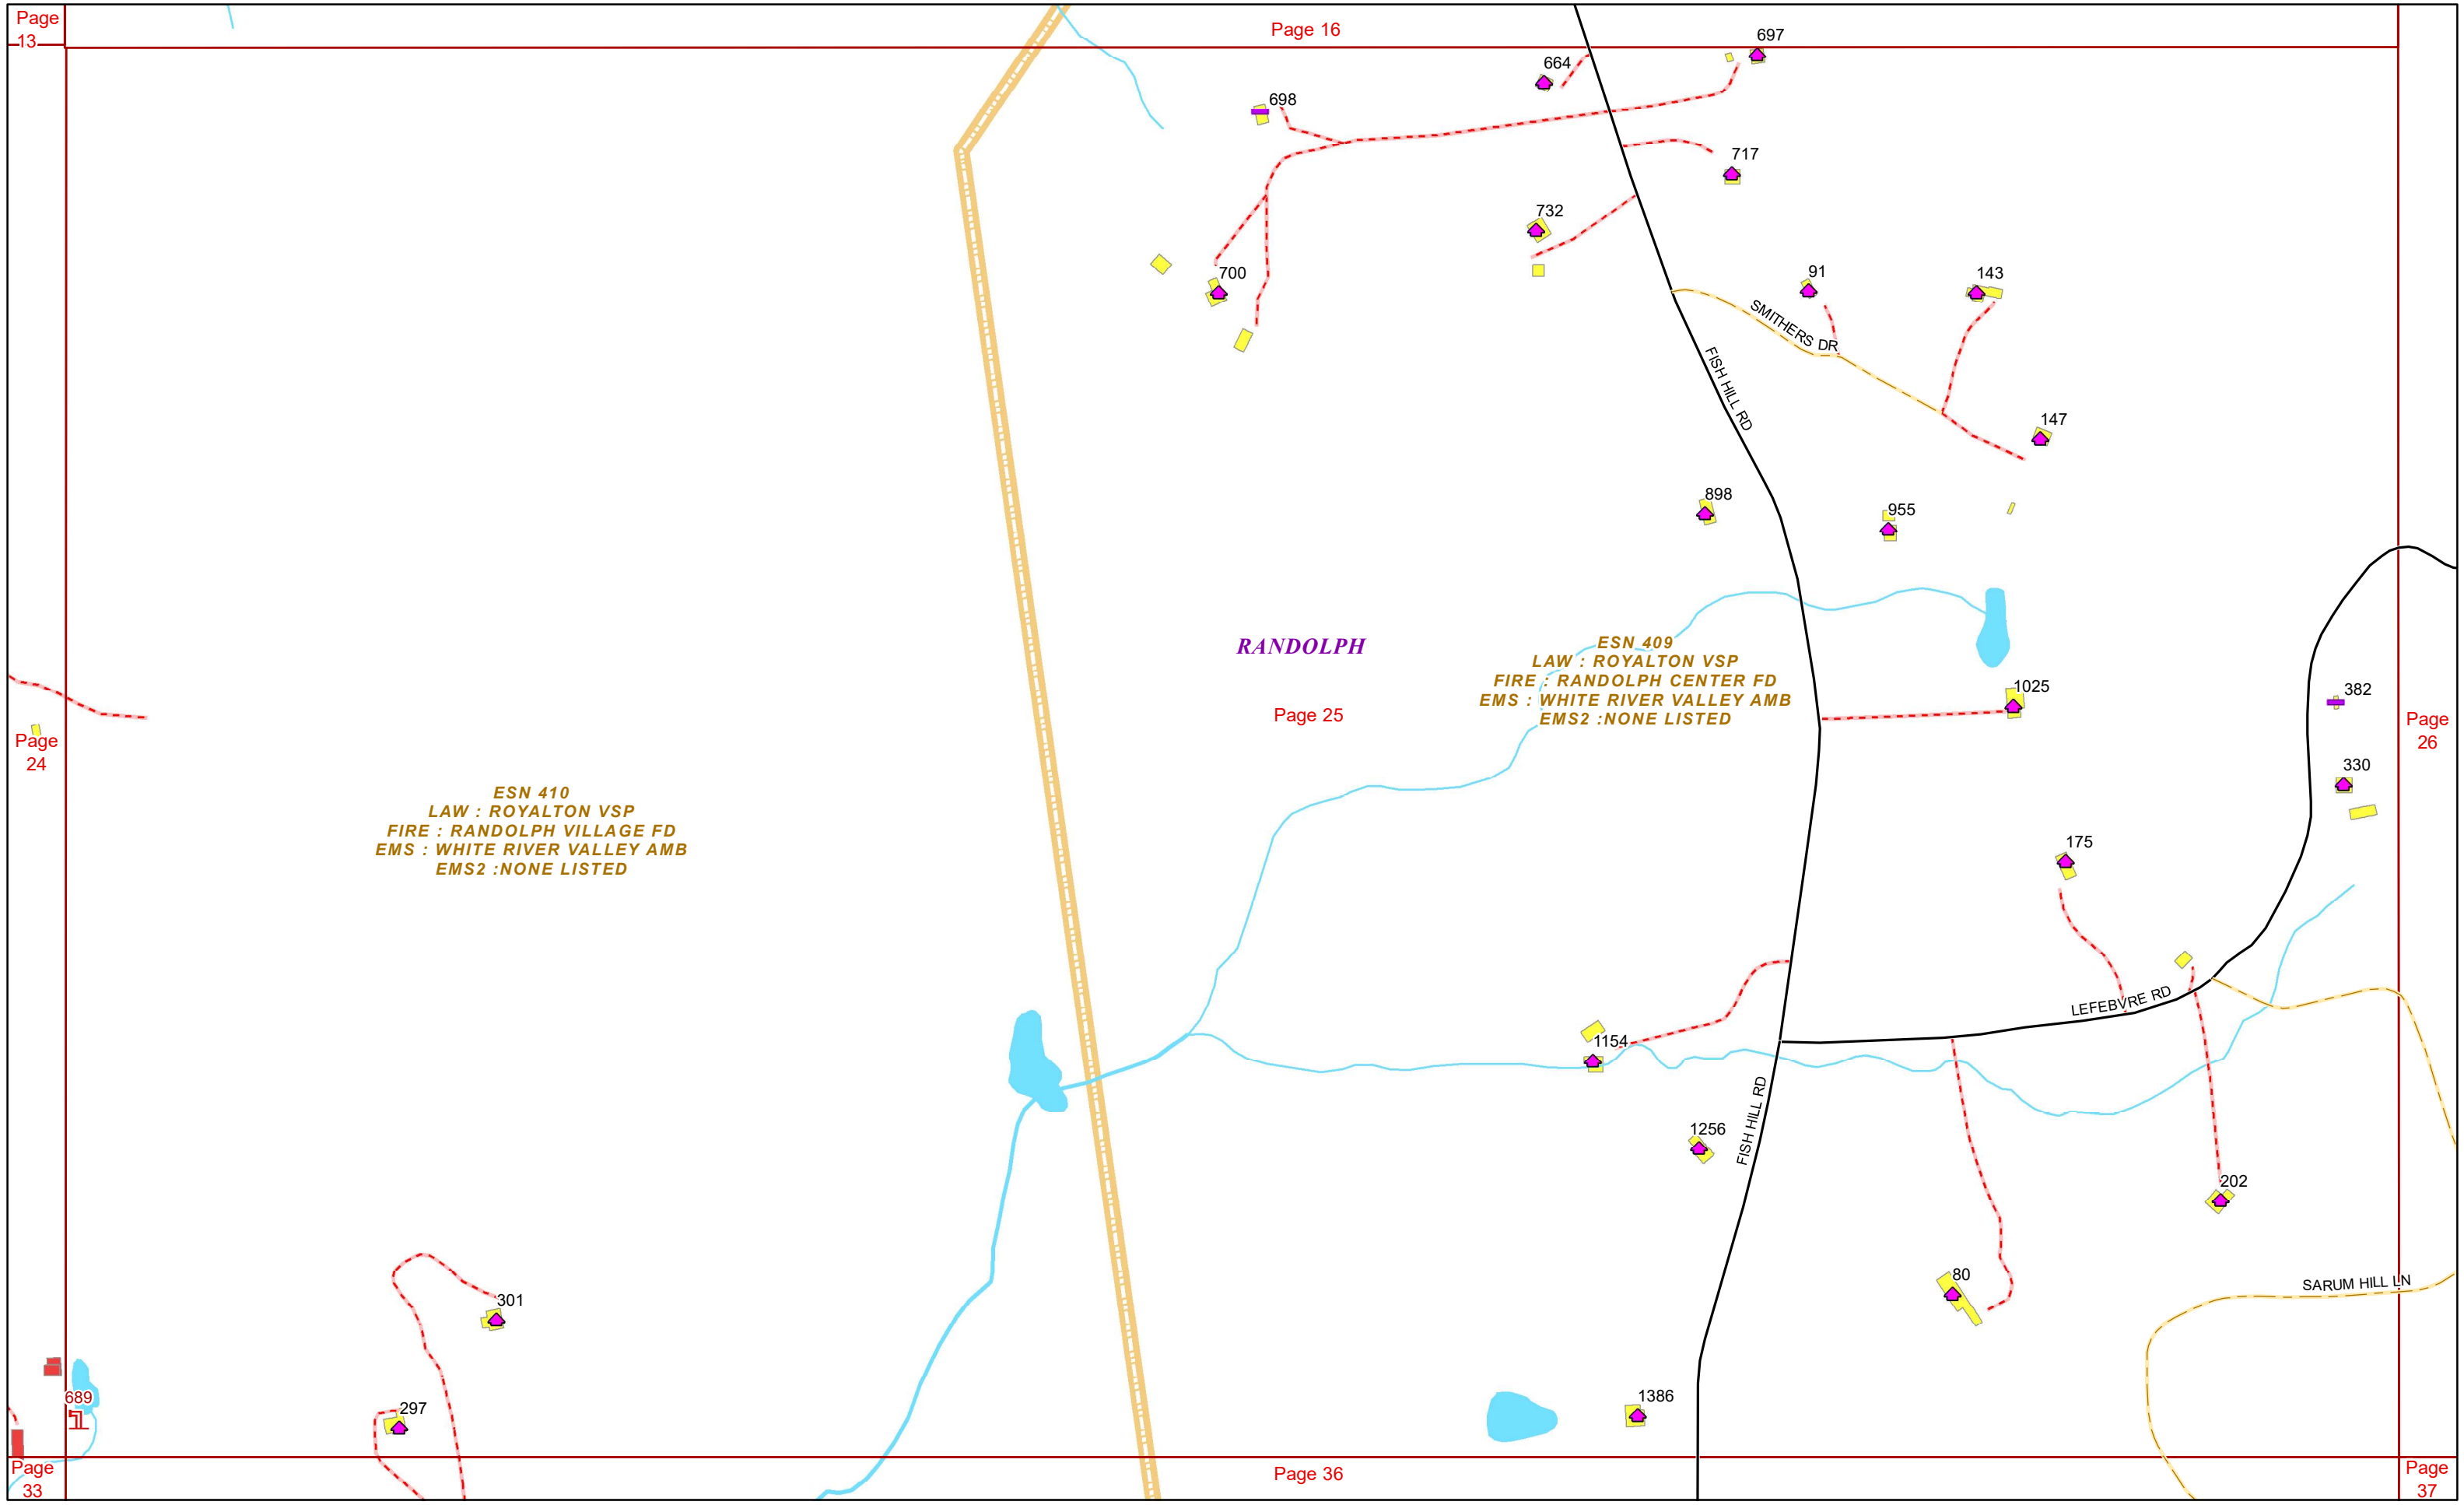 Page
13
Page 16
697
664
698
717
732
700
91
143
SMITHERS DR
FISH HILL RD
147
898
955
RANDOLPH
ESN 409
LAW : ROYALTON VSP
FIRE : RANDOLPH CENTER FD
EMS : WHITE RIVER VALLEY AMB
EMS2 :NONE LISTED
1025
382
Page 25
Page
26
Page
24
330
ESN 410
LAW : ROYALTON VSP
FIRE : RANDOLPH VILLAGE FD
EMS : WHITE RIVER VALLEY AMB
EMS2 :NONE LISTED
175
LEFEBVRE RD
1154
FISH HILL RD
1256
202
80
SARUM HILL LN
301
689
297
1386
Page
33
Page 36
Page
37